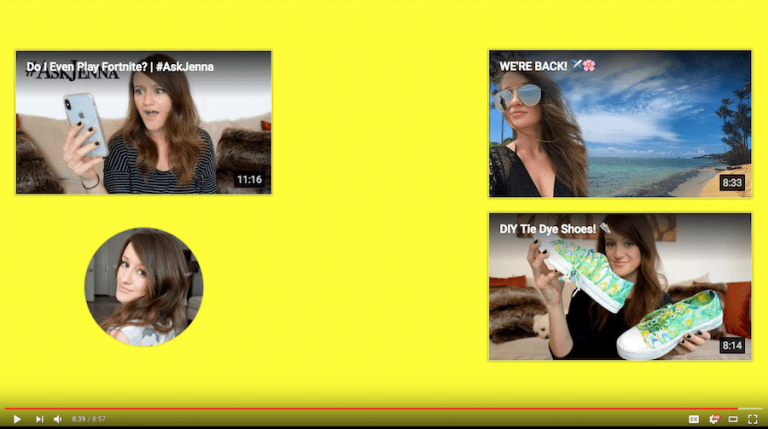 Do I Even Play Fortnite? | #AskJenna
#ASKJENNA
11:16
WE'RE BACK! ✈️🌸
8:33
DIY Tie Dye Shoes! 👟
8:14
8:39 / 8:57
CC